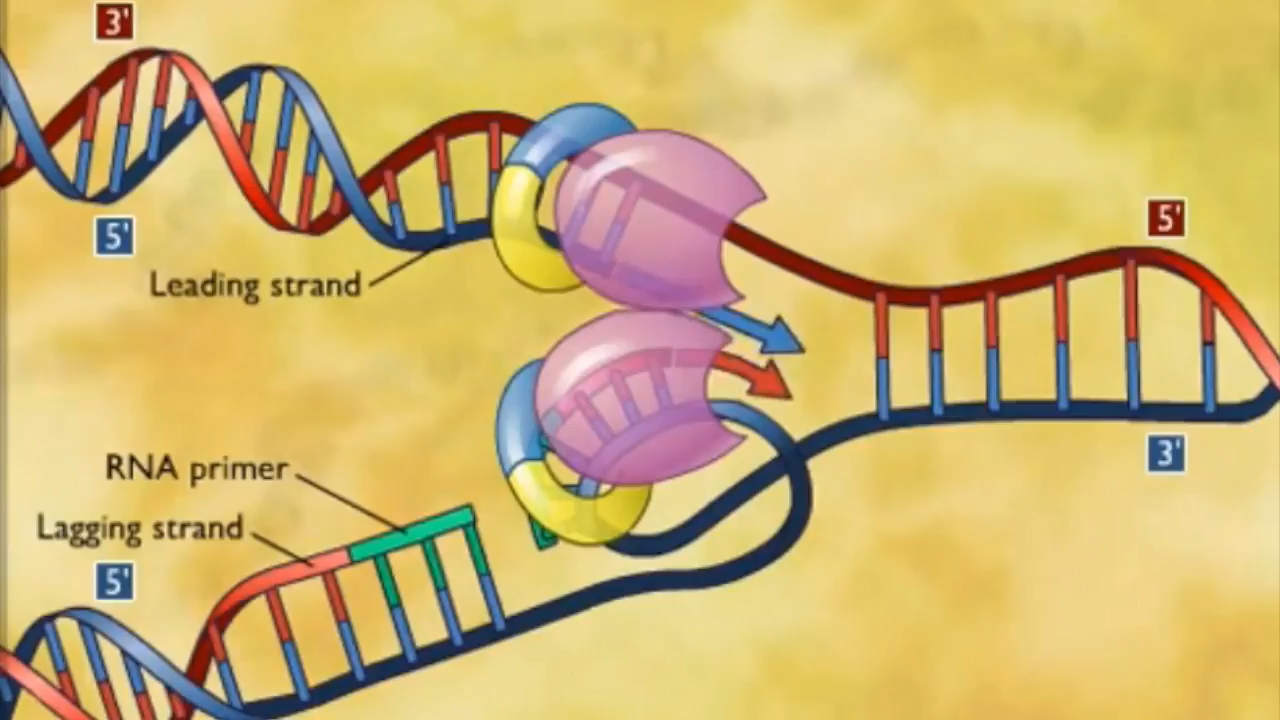 3'
5'
Leading strand
5'
3'
RNA primer
Lagging strand
5'